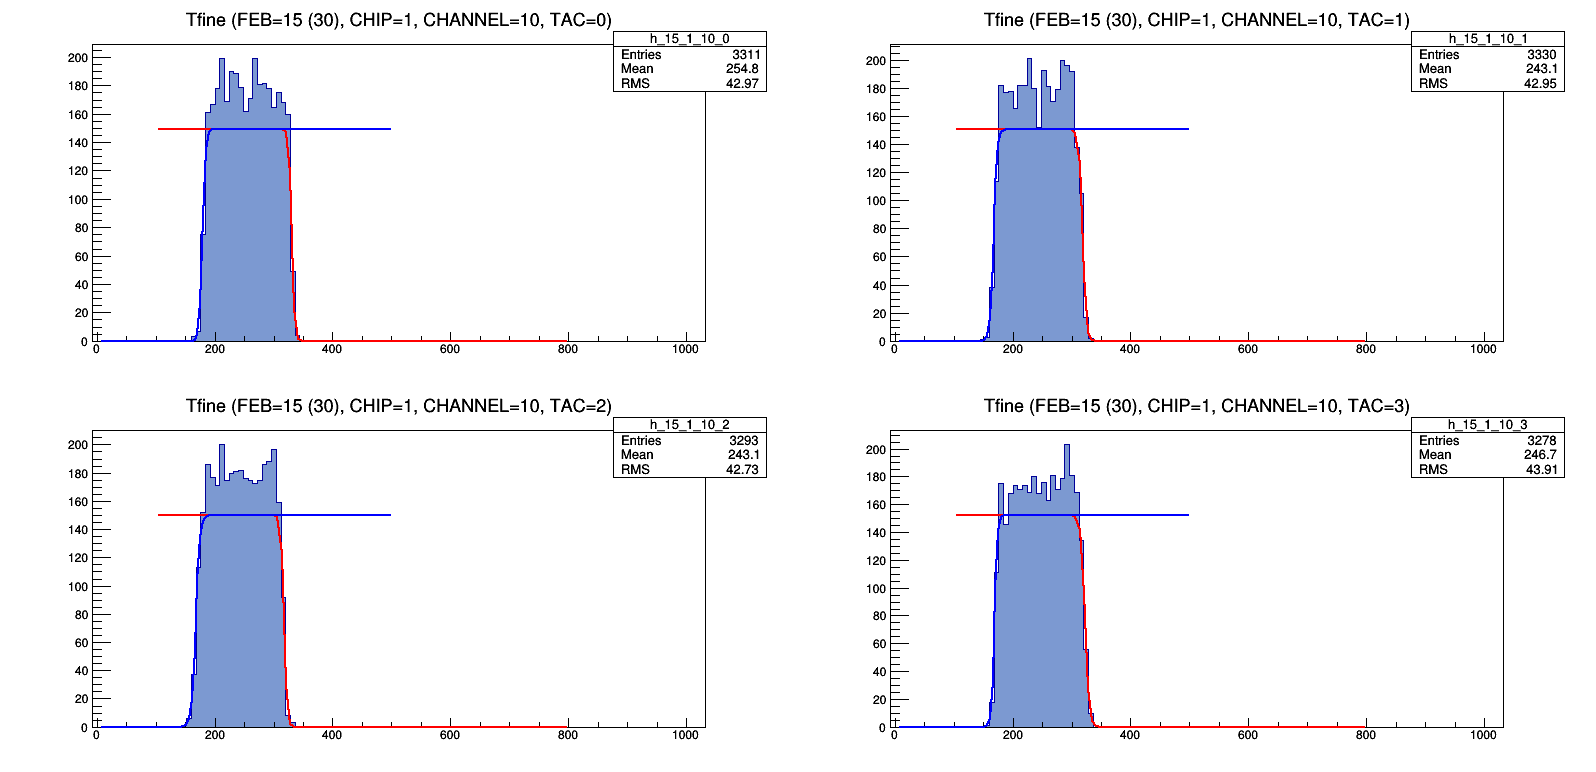 Tfine (FEB=15 (30), CHIP=1, CHANNEL=10, TAC=0)
h_15_1_10_0
Entries 3311
Mean 254.8
RMS 42.97
200
180
160
140
120
100
80
60
40
20
0
0 200 400 600 800 1000
Tfine (FEB=15 (30), CHIP=1, CHANNEL=10, TAC=1)
h_15_1_10_1
Entries 3330
Mean 243.1
RMS 42.95
200
180
160
140
120
100
80
60
40
20
0
0 200 400 600 800 1000
Tfine (FEB=15 (30), CHIP=1, CHANNEL=10, TAC=2)
h_15_1_10_2
Entries 3293
Mean 243.1
RMS 42.73
200
180
160
140
120
100
80
60
40
20
0
0 200 400 600 800 1000
Tfine (FEB=15 (30), CHIP=1, CHANNEL=10, TAC=3)
h_15_1_10_3
Entries 3278
Mean 246.7
RMS 43.91
200
180
160
140
120
100
80
60
40
20
0
0 200 400 600 800 1000